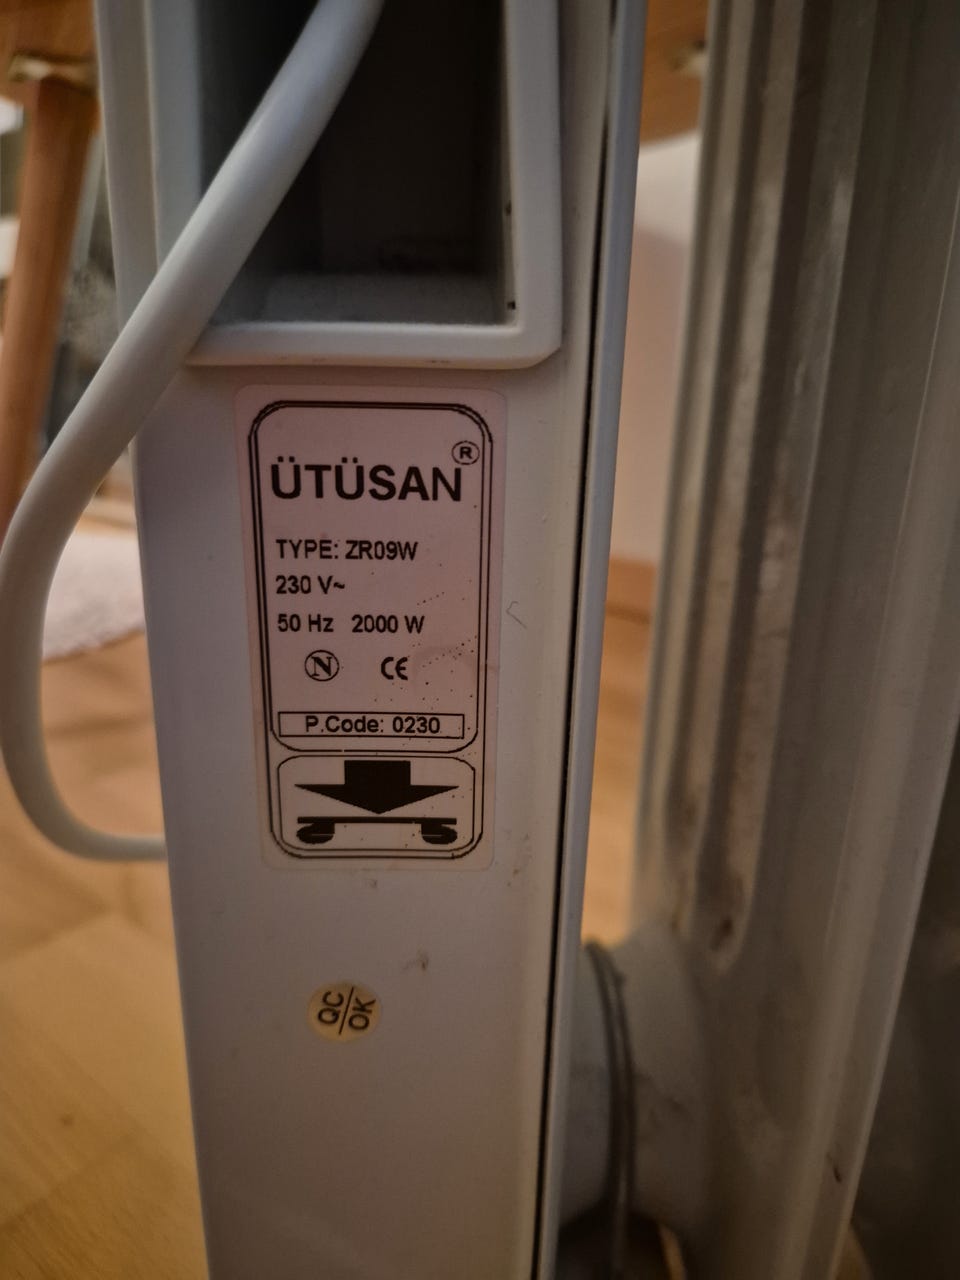 ÜTÜSAN ®
TYPE: ZR09W
230 V~
50 Hz 2000 W
N CE
P.Code: 0230
QC
OK